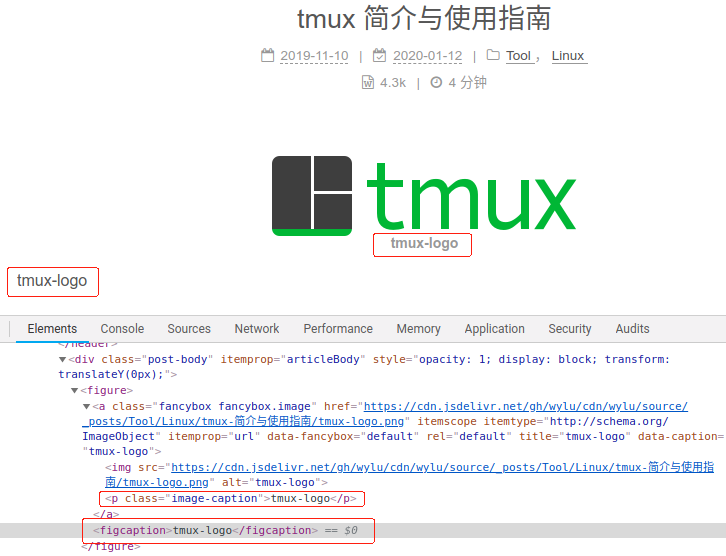 tmux 简介与使用指南
2019-11-10 | 2020-01-12 | Tool , Linux
4.3k | 4 分钟
tmux
tmux-logo
tmux-logo
Elements Console Sources Network Performance Memory Application Security Audits
</header>
▼<div class="post-body" itemprop="articleBody" style="opacity: 1; display: block; transform:
translateY(0px);">
▼<figure>
▼<a class="fancybox fancybox.image" href="https://cdn.jsdelivr.net/gh/wylu/cdn/wylu/source/
_posts/Tool/Linux/tmux-简介与使用指南/tmux-logo.png" itemscope itemtype="http://schema.org/
ImageObject" itemprop="url" data-fancybox="default" rel="default" title="tmux-logo" data-caption=
"tmux-logo">
<img src="https://cdn.jsdelivr.net/gh/wylu/cdn/wylu/source/_posts/Tool/Linux/tmux-简介与使用指
南/tmux-logo.png" alt="tmux-logo">
<p class="image-caption">tmux-logo</p>
</a>
<figcaption>tmux-logo</figcaption> == $0
</figure>